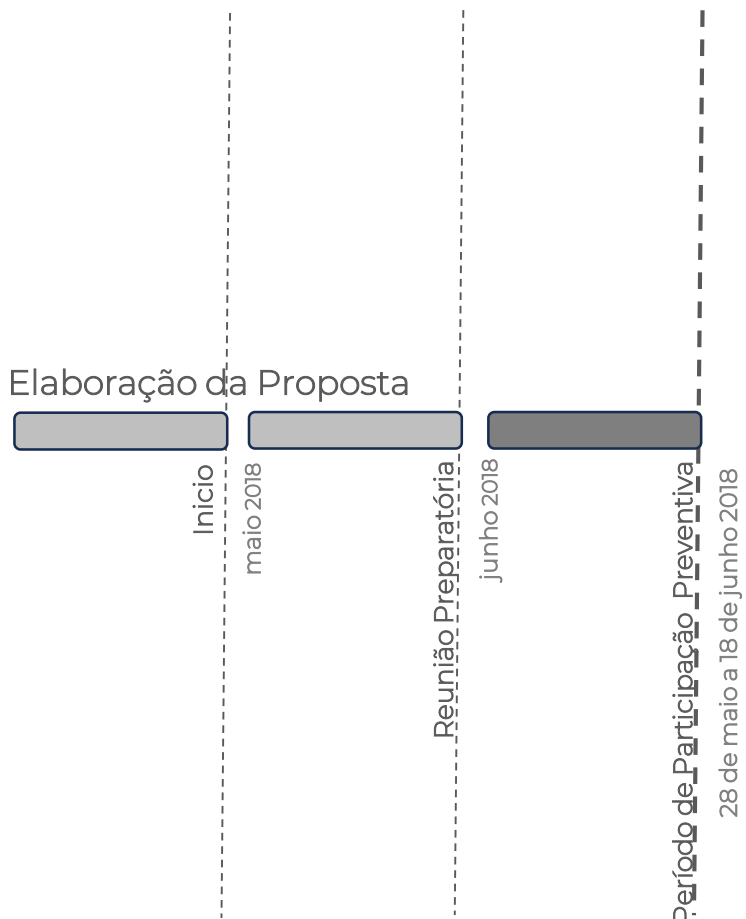 Elaboração da Proposta
Inicio
maio 2018
Reunião Preparatória
junho 2018
Período de Participação Preventiva
28 de maio a 18 de junho 2018